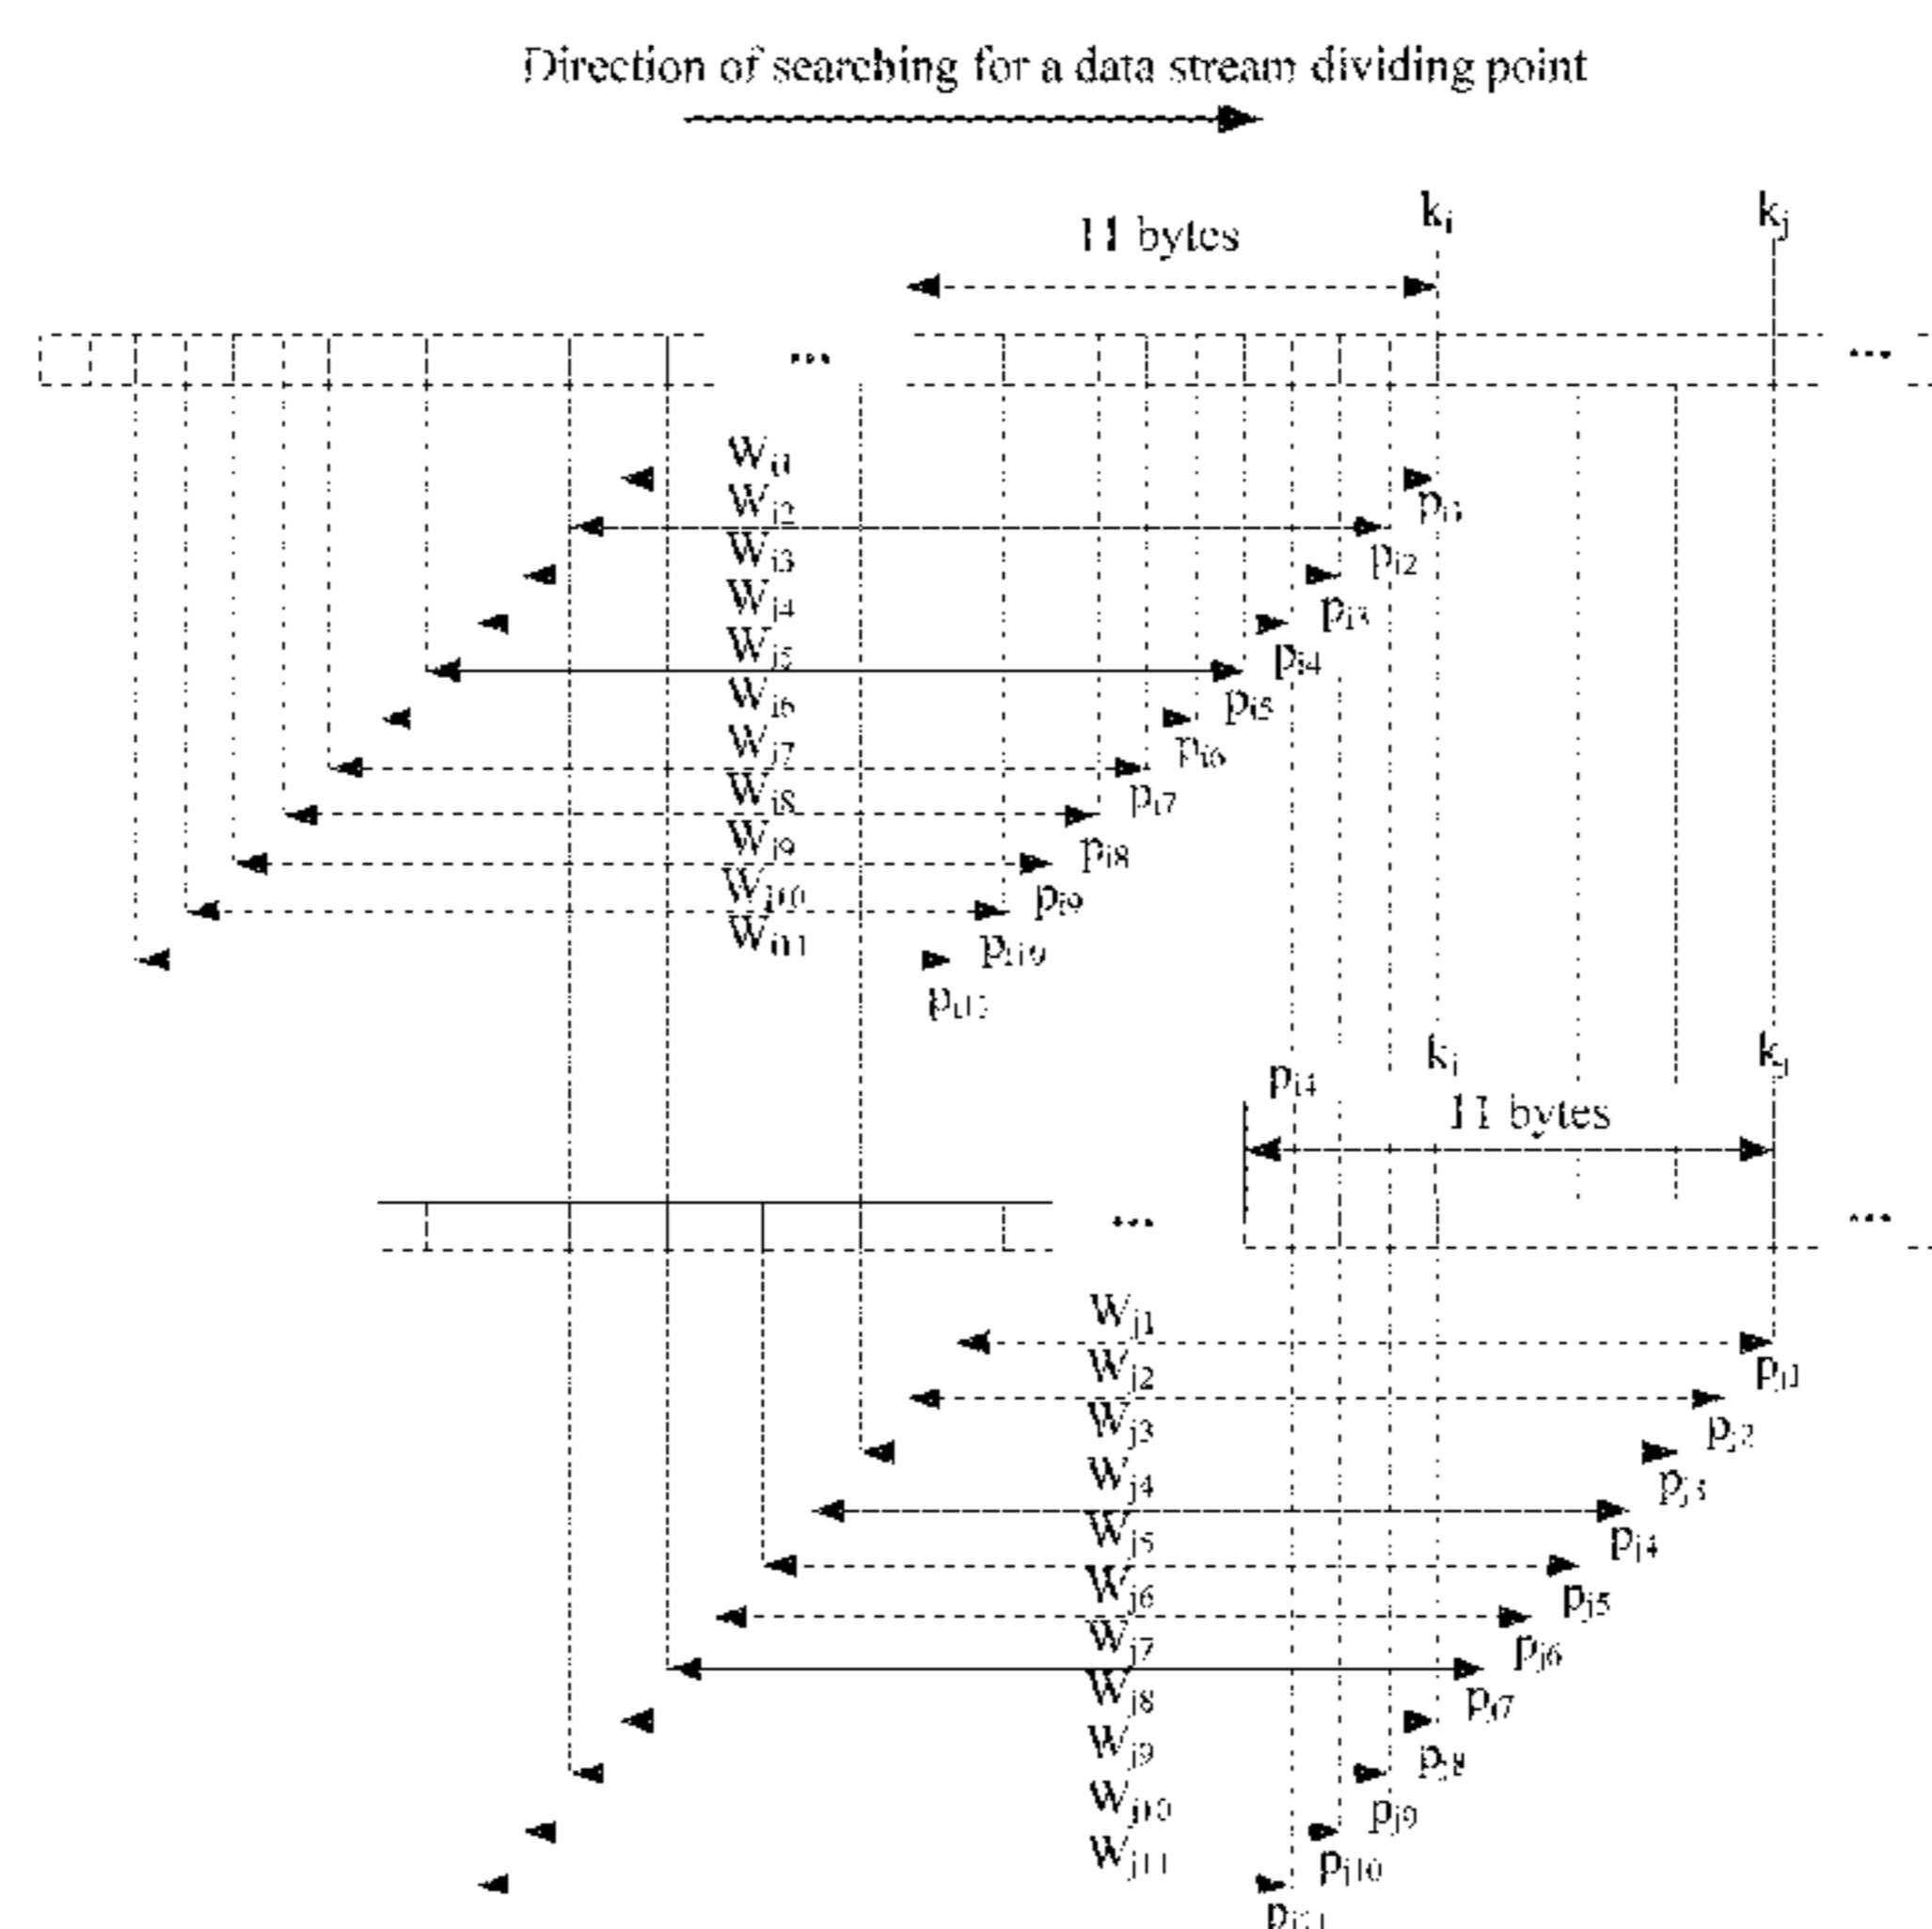 Direction of searching for a data stream dividing point
11 bytes
k_i
k_j
...
...
W_i1
p_i1
W_i2
p_i2
W_i3
p_i3
W_i4
p_i4
W_i5
p_i5
W_i6
p_i6
W_i7
p_i7
W_i8
p_i8
W_i9
p_i9
W_i10
p_i10
W_i11
p_i11
p_i4
k_i
k_j
11 bytes
...
...
W_j1
p_j1
W_j2
p_j2
W_j3
p_j3
W_j4
p_j4
W_j5
p_j5
W_j6
p_j6
W_j7
p_j7
W_j8
p_j8
W_j9
p_j9
W_j10
p_j10
W_j11